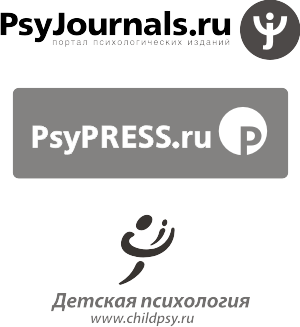 PsyJournals.ru
портал психологических изданий
PsyPRESS.ru
Детская психология
www.childpsy.ru